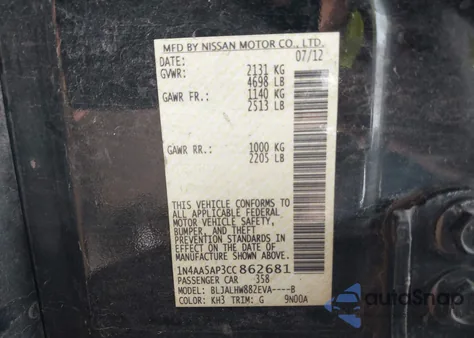 MFD BY NISSAN MOTOR CO., LTD.
DATE: 07/12
GVWR: 2131 KG
4698 LB
GAWR FR.: 1140 KG
2513 LB
GAWR RR.: 1000 KG
2205 LB
THIS VEHICLE CONFORMS TO
ALL APPLICABLE FEDERAL
MOTOR VEHICLE SAFETY,
BUMPER, AND THEFT
PREVENTION STANDARDS IN
EFFECT ON THE DATE OF
MANUFACTURE SHOWN ABOVE.
1N4AA5AP3CC862681
PASSENGER CAR 358
MODEL: BLJALHW882EVA----B
COLOR: KH3 TRIM: G 9N00A
AutoSnap